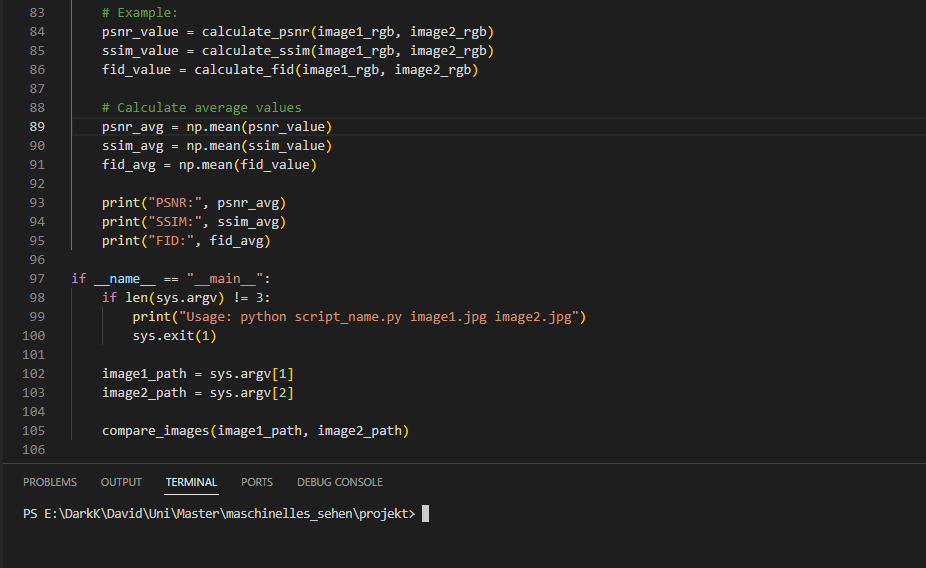 83 # Example:
84 psnr_value = calculate_psnr(image1_rgb, image2_rgb)
85 ssim_value = calculate_ssim(image1_rgb, image2_rgb)
86 fid_value = calculate_fid(image1_rgb, image2_rgb)
87
88 # Calculate average values
89 psnr_avg = np.mean(psnr_value)
90 ssim_avg = np.mean(ssim_value)
91 fid_avg = np.mean(fid_value)
92
93 print("PSNR:", psnr_avg)
94 print("SSIM:", ssim_avg)
95 print("FID:", fid_avg)
96
97 if __name__ == "__main__":
98 if len(sys.argv) != 3:
99 print("Usage: python script_name.py image1.jpg image2.jpg")
100 sys.exit(1)
101
102 image1_path = sys.argv[1]
103 image2_path = sys.argv[2]
104
105 compare_images(image1_path, image2_path)
106
PROBLEMS OUTPUT TERMINAL PORTS DEBUG CONSOLE
PS E:\DarkK\David\Uni\Master\maschinelles_sehen\projekt>